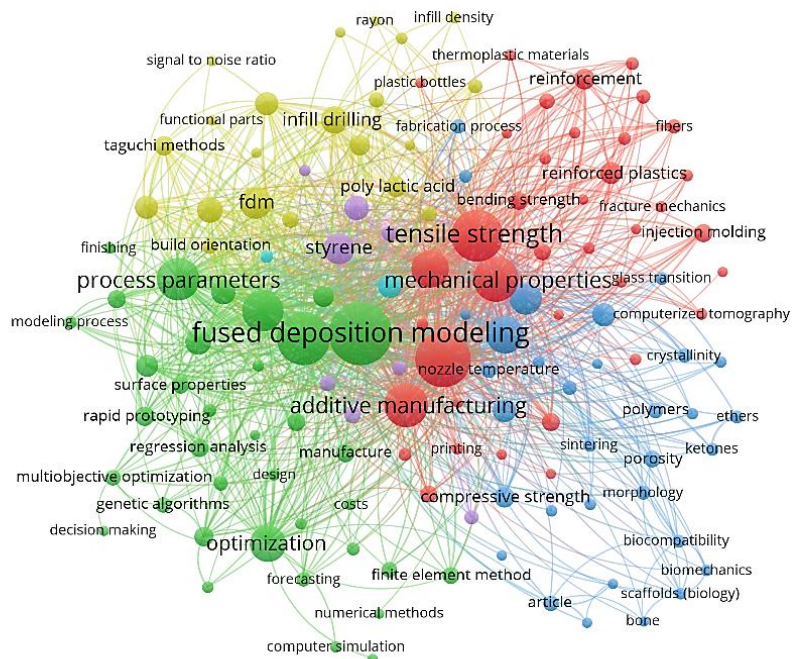 rayon
infill density
signal to noise ratio
thermoplastic materials
plastic bottles
reinforcement
functional parts
infill drilling
fabrication process
fibers
taguchi methods
poly lactic acid
reinforced plastics
fdm
bending strength
fracture mechanics
tensile strength
injection molding
finishing
build orientation
styrene
process parameters
mechanical properties
glass transition
modeling process
fused deposition modeling
computerized tomography
crystallinity
nozzle temperature
surface properties
rapid prototyping
additive manufacturing
polymers
ethers
regression analysis
manufacture
printing
sintering
ketones
porosity
multiobjective optimization
design
compressive strength
morphology
genetic algorithms
costs
decision making
optimization
biocompatibility
forecasting
finite element method
biomechanics
scaffolds (biology)
article
numerical methods
bone
computer simulation